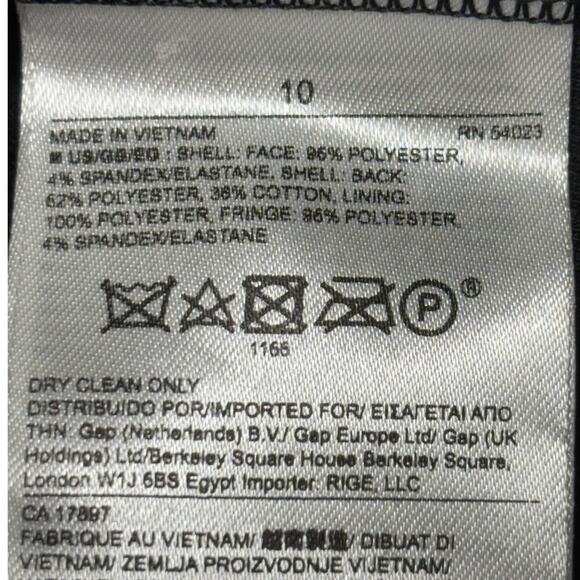 10
MADE IN VIETNAM RN 54023
US/GB/EG : SHELL: FACE: 96% POLYESTER,
4% SPANDEX/ELASTANE, SHELL: BACK:
62% POLYESTER, 38% COTTON, LINING:
100% POLYESTER, FRINGE: 96% POLYESTER,
4% SPANDEX/ELASTANE
P®
1166
DRY CLEAN ONLY
DISTRIBUIDO POR/IMPORTED FOR/ ΕΙΣΑΓΕΤΑΙ ΑΠΟ
ΤΗΝ: Gap (Netherlands) B.V./ Gap Europe Ltd/ Gap (UK
Holdings) Ltd/Berkeley Square House Berkeley Square,
London W1J 6BS Egypt Importer: RIGE, LLC
CA 17897
FABRIQUE AU VIETNAM/ 越南製造/ DIBUAT DI
VIETNAM/ ZEMLJA PROIZVODNJE VIJETNAM/